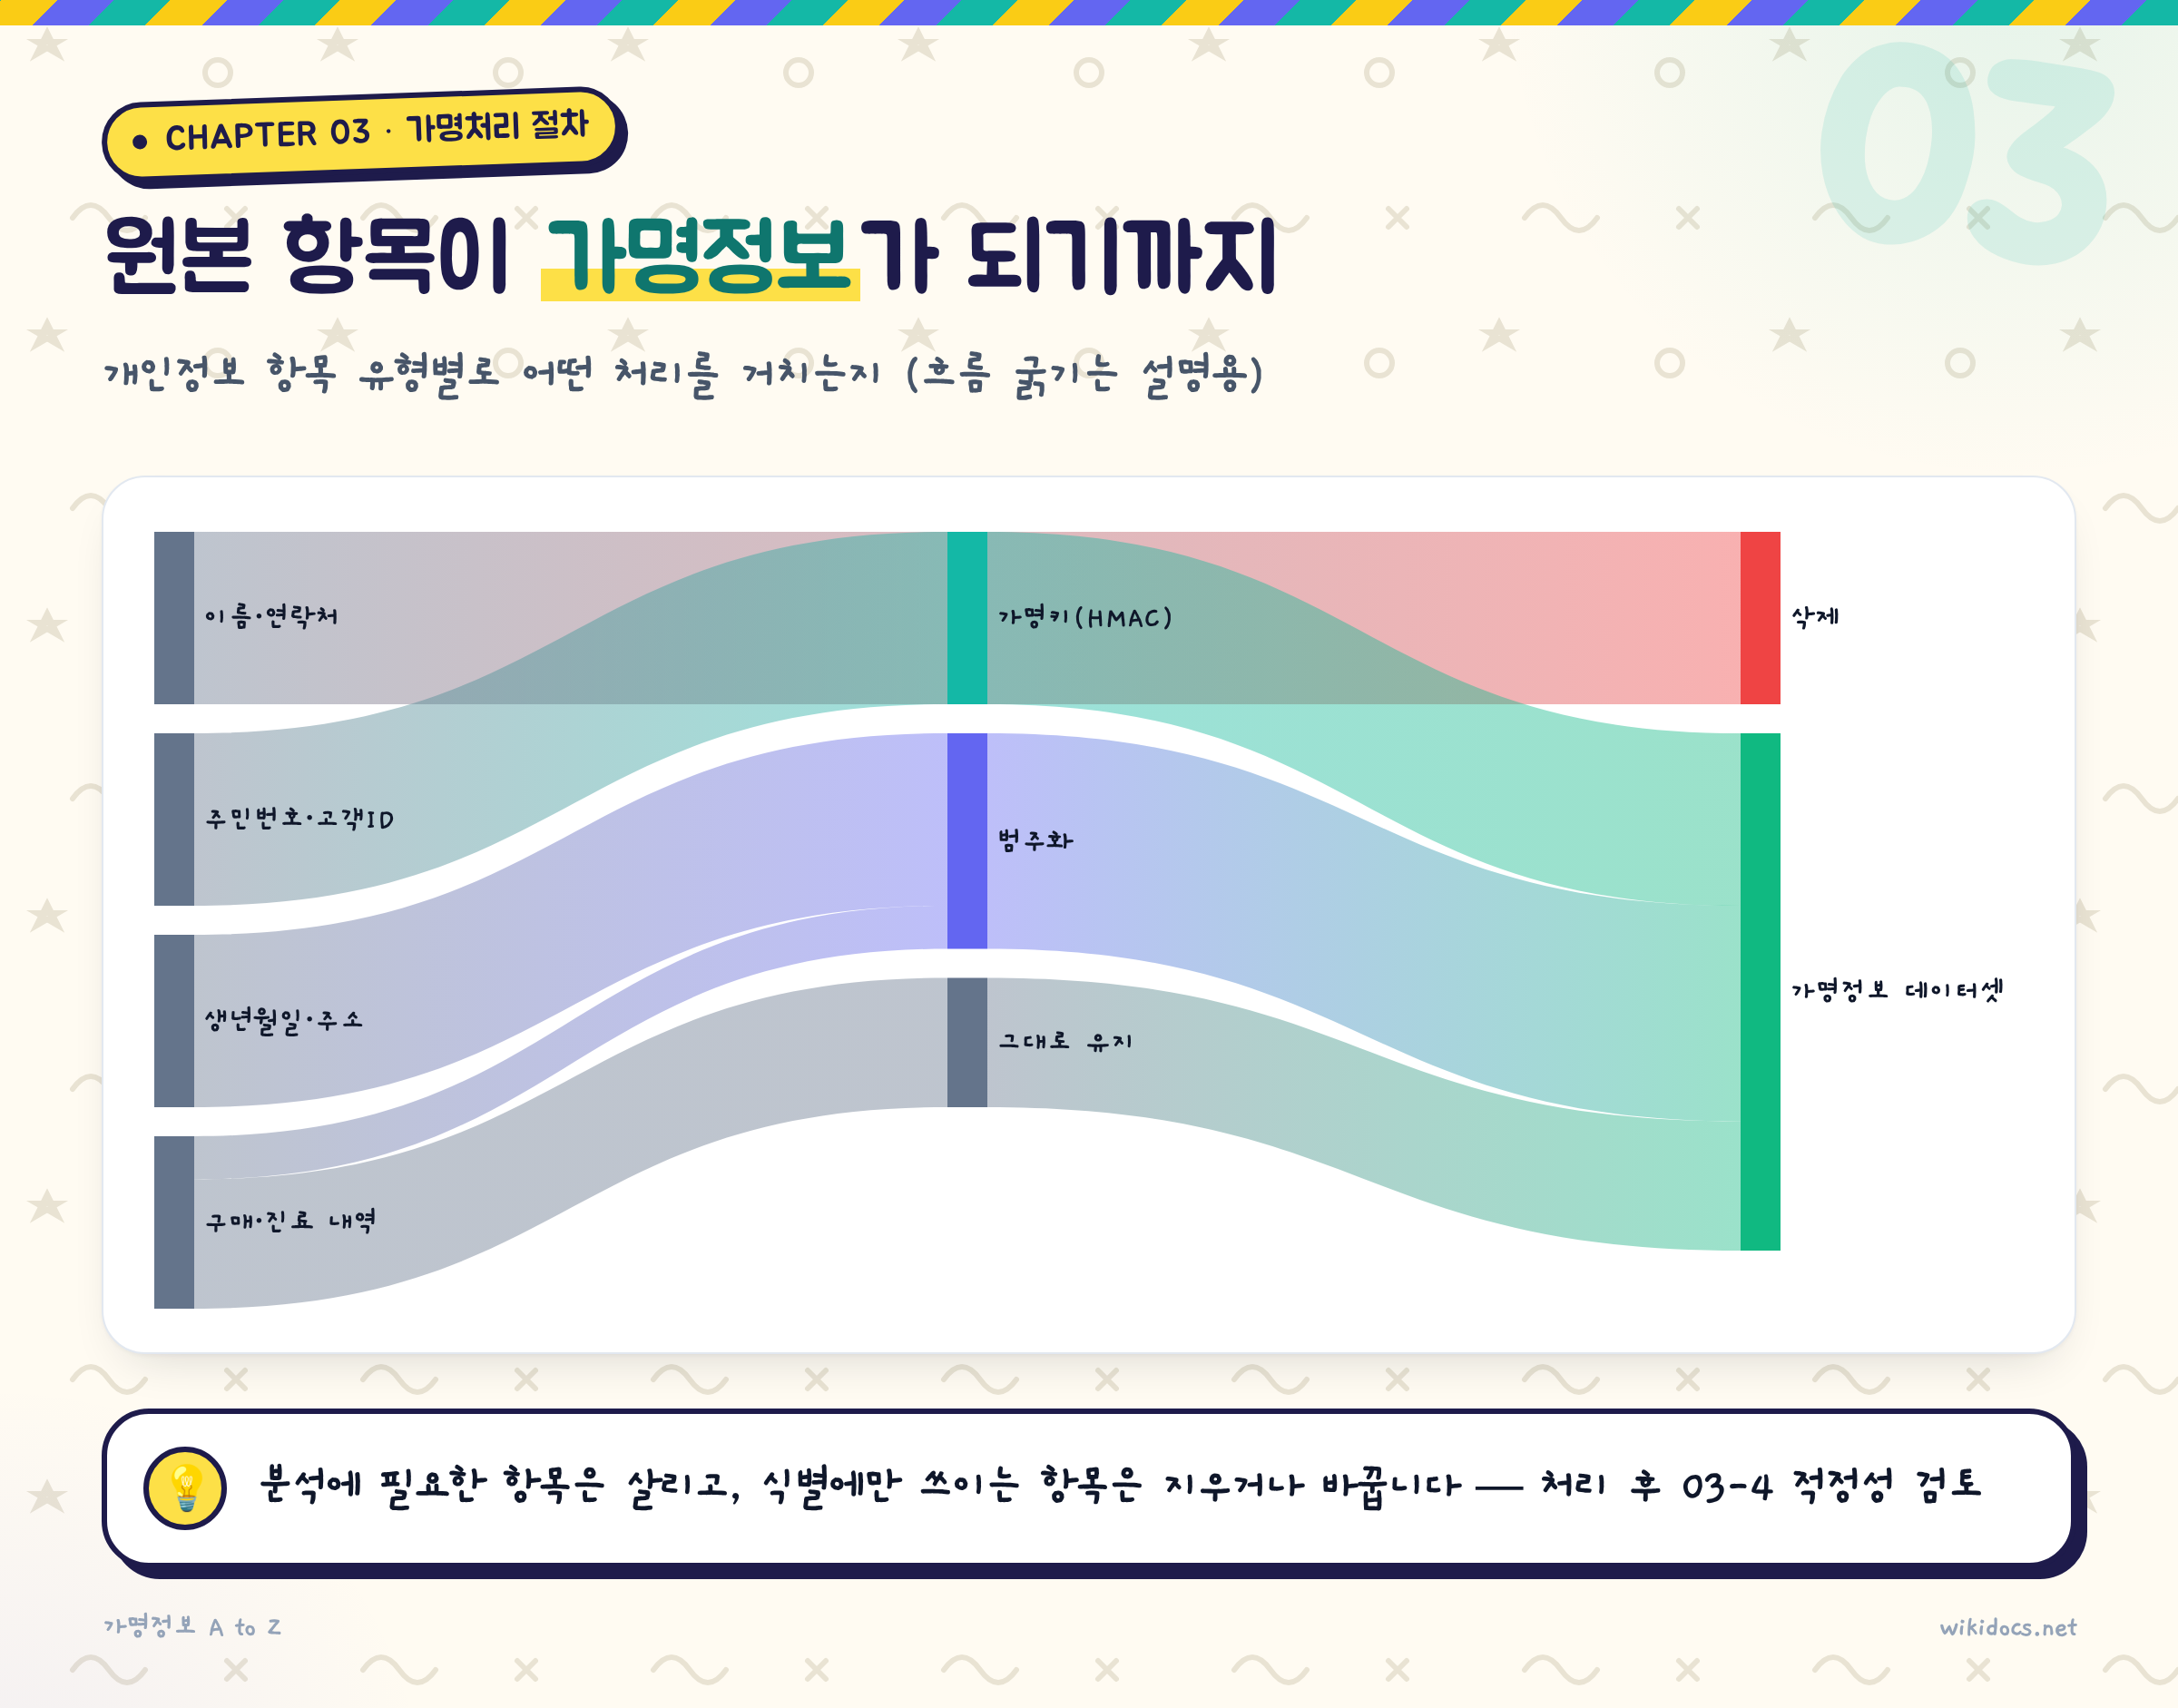 03
CHAPTER 03 · 가명처리 절차
원본 항목이 가명정보가 되기까지
개인정보 항목 유형별로 어떤 처리를 거치는지 (흐름 굵기는 설명용)
이름·연락처
가명키(HMAC)
삭제
주민번호·고객ID
범주화
가명정보 데이터셋
생년월일·주소
그대로 유지
구매·진료 내역
분석에 필요한 항목은 살리고, 식별에만 쓰이는 항목은 지우거나 바꿉니다 — 처리 후 03-4 적정성 검토
가명정보 A to Z
wikidocs.net